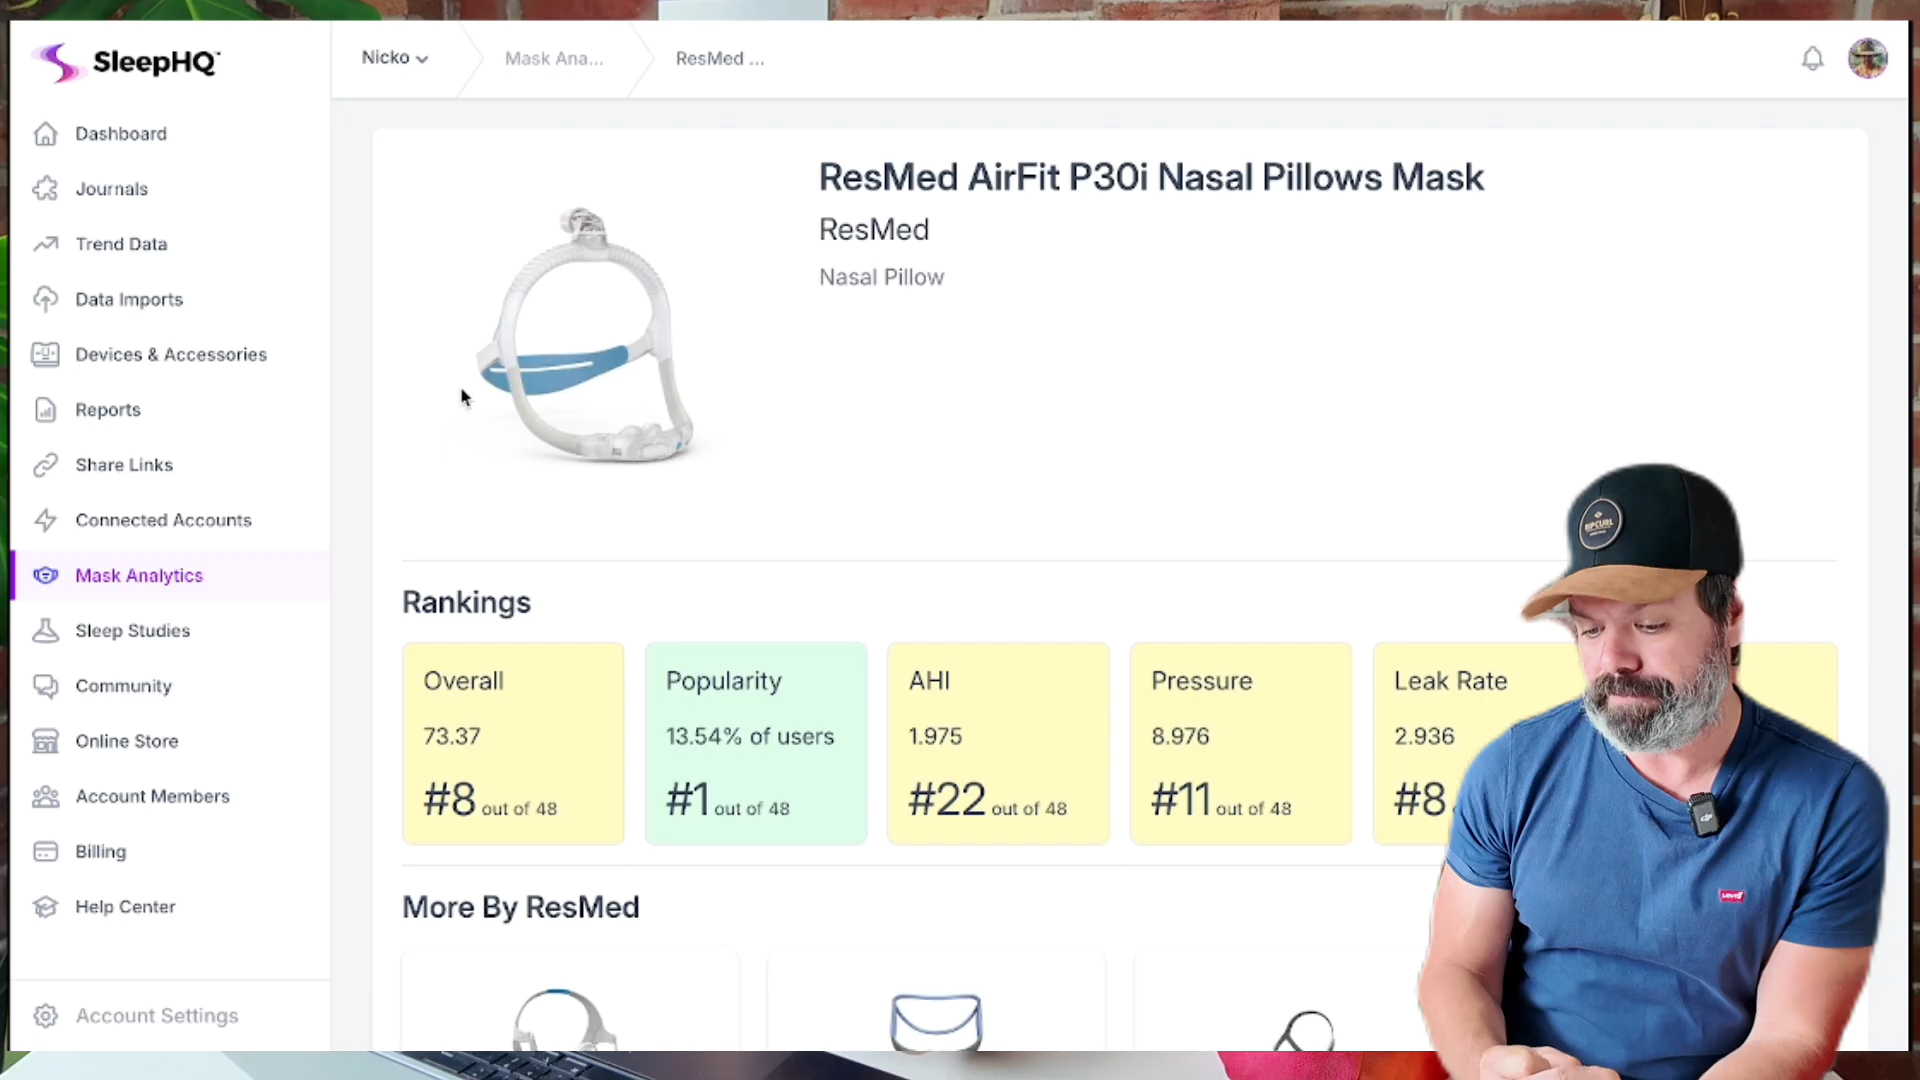 SleepHQ™
Nicko
Mask Ana...
ResMed ...
Dashboard
Journals
Trend Data
Data Imports
Devices & Accessories
Reports
Share Links
Connected Accounts
Mask Analytics
Sleep Studies
Community
Online Store
Account Members
Billing
Help Center
Account Settings
ResMed AirFit P30i Nasal Pillows Mask
ResMed
Nasal Pillow
Rankings
Overall
73.37
#8 out of 48
Popularity
13.54% of users
#1 out of 48
AHI
1.975
#22 out of 48
Pressure
8.976
#11 out of 48
Leak Rate
2.936
#8
More By ResMed
RIPCURL
Levi's